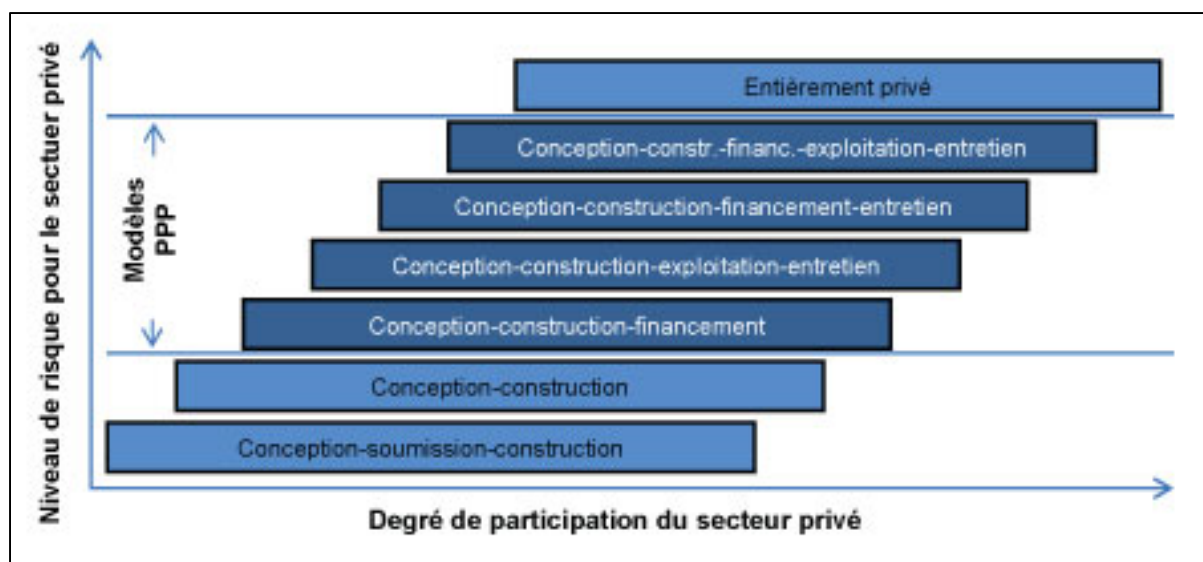 Niveau de risque pour le sectuer privé
Modèles
PPP
Entièrement privé
Conception-constr.-financ.-exploitation-entretien
Conception-construction-financement-entretien
Conception-construction-exploitation-entretien
Conception-construction-financement
Conception-construction
Conception-soumission-construction
Degré de participation du secteur privé